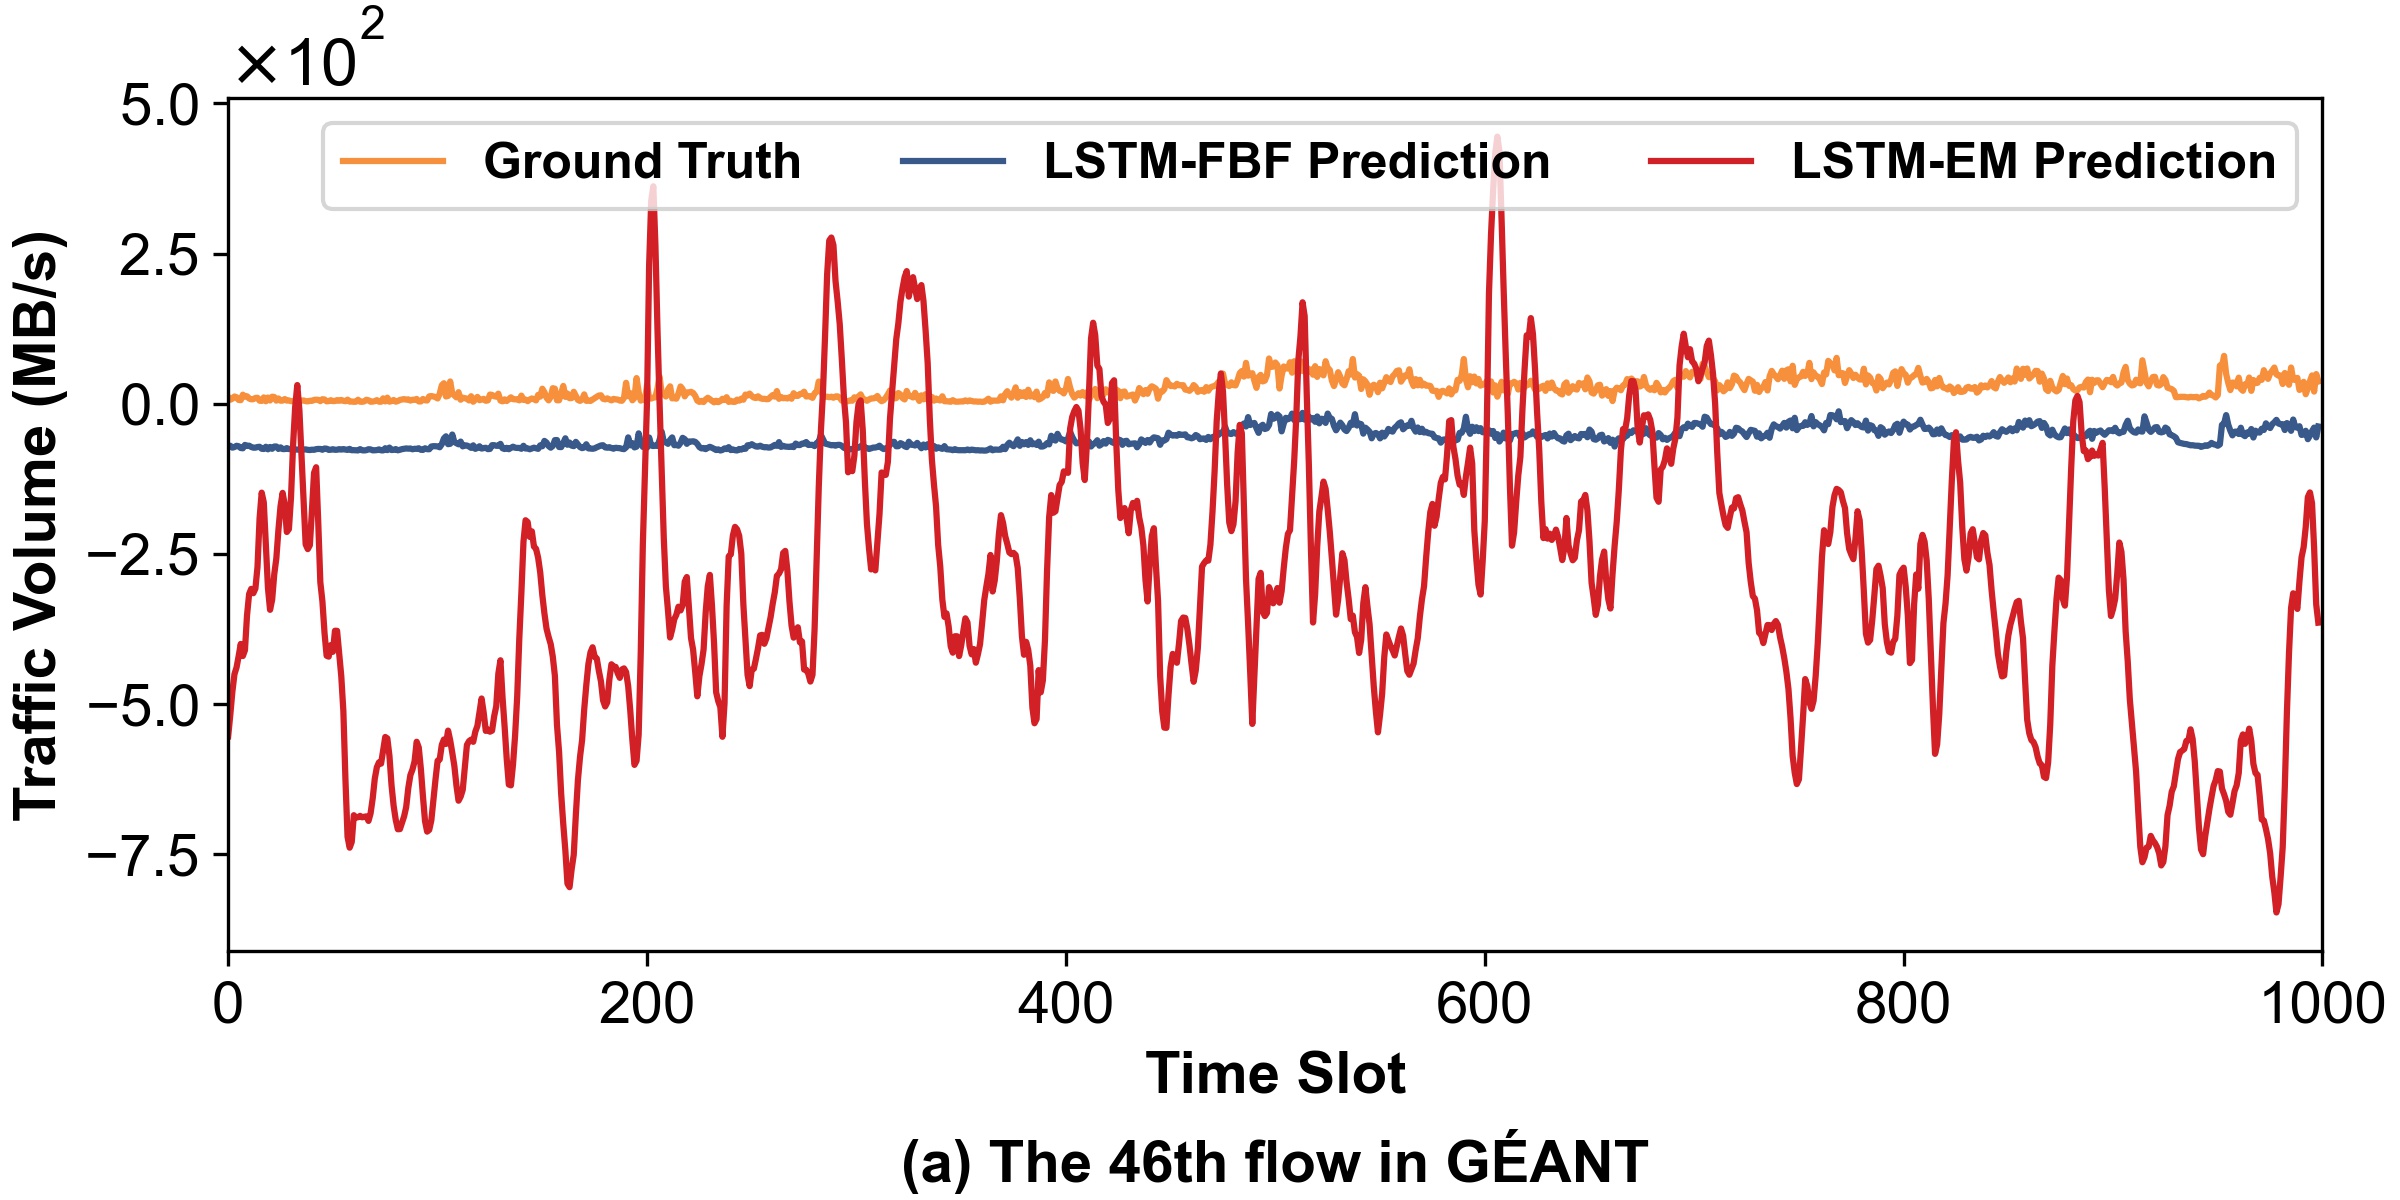 ×10²
5.0
2.5
0.0
−2.5
−5.0
−7.5
Traffic Volume (MB/s)
Ground Truth LSTM-FBF Prediction LSTM-EM Prediction
0 200 400 600 800 1000
Time Slot
(a) The 46th flow in GÉANT